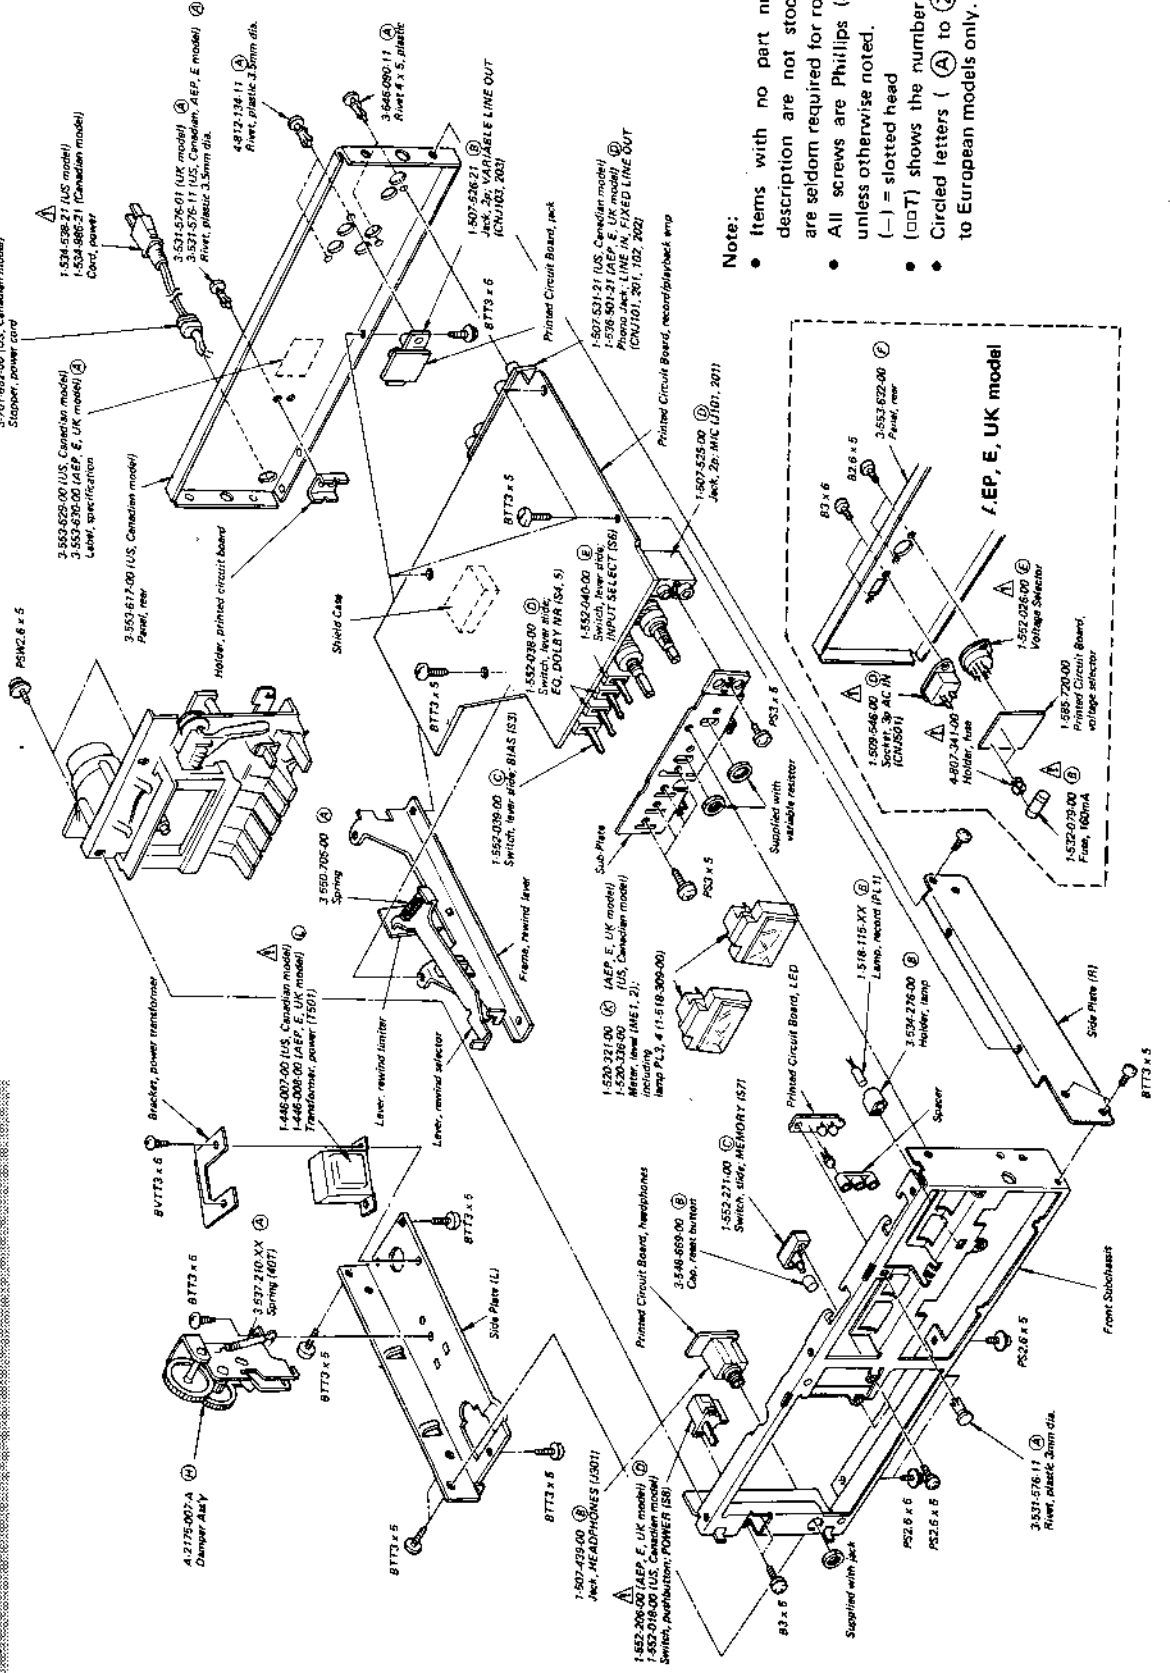 Stopper, power cord
1-534-538-21 (US model)
1-534-986-21 (Canadian model)
Cord, power
3-531-576-01 (UK model) Ⓐ
3-531-576-11 (US, Canadian, AEP, E model) Ⓐ
Rivet, plastic 3.5mm dia.
4-812-134-11 Ⓐ
Rivet, plastic 3.5mm dia.
3-646-090-11 Ⓐ
Rivet 4 x 5, plastic
3-553-629-00 (US, Canadian model)
3-553-630-00 (AEP, E, UK model) Ⓐ
Label, specification
3-553-617-00 (US, Canadian model)
Panel, rear
Holder, printed circuit board
1-507-526-21 Ⓑ
Jack, 2p; VARIABLE LINE OUT
(CNJ103, 203)
BTT3 x 6
Printed Circuit Board, jack
1-507-531-21 (US, Canadian model)
1-536-501-21 (AEP, E, UK model) Ⓓ
Phono Jack; LINE IN, FIXED LINE OUT
(CNJ101, 201, 102, 202)
Printed Circuit Board, record/playback amp
PSW2.6 x 5
Shield Case
BTT3 x 5
BTT3 x 5
1-552-038-00 Ⓓ
Switch, lever slide;
EQ, DOLBY NR (S4, 5)
1-552-040-00 Ⓔ
Switch, lever slide;
INPUT SELECT (S6)
1-507-525-00 Ⓓ
Jack, 2p; MIC (J101, 201)
1-552-039-00 Ⓒ
Switch, lever slide; BIAS (S3)
3-550-705-00 Ⓐ
Spring
Frame, rewind lever
Lever, rewind limiter
Lever, rewind selector
Sub Plate
PS3 x 5
PS3 x 5
Supplied with
variable resistor
Bracket, power transformer
BVTT3 x 6
1-446-007-00 (US, Canadian model)
1-446-008-00 (AEP, E, UK model) Ⓛ
Transformer, power (T501)
1-520-321-00 Ⓚ (AEP, E, UK model)
1-520-336-00 (US, Canadian model)
Meter, level (ME1, 2);
including
lamp PL3, 4 (1-518-309-00)
1-518-115-XX Ⓑ
Lamp, record (PL1)
3-534-276-00 Ⓑ
Holder, lamp
Spacer
Printed Circuit Board, LED
1-552-271-00 Ⓒ
Switch, slide; MEMORY (S7)
3-548-669-00 Ⓑ
Cap, reset button
Printed Circuit Board, headphones
A-2175-007-A Ⓗ
Damper Ass'y
BTT3 x 6
3-537-210-XX Ⓐ
Spring (40T)
BTT3 x 5
BTT3 x 5
Side Plate (L)
BTT3 x 5
BTT3 x 6
1-507-439-00 Ⓑ
Jack, HEADPHONES (J301)
1-552-206-00 (AEP, E, UK model) Ⓓ
1-552-018-00 (US, Canadian model)
Switch, pushbutton; POWER (S8)
B3 x 5
Supplied with jack
PS2.6 x 6
PS2.6 x 5
3-531-576-11 Ⓐ
Rivet, plastic 3mm dia.
PS2.6 x 5
Front Subchassis
BTT3 x 5
Side Plate (R)
A.EP, E, UK model
B3 x 6
B2.6 x 5
3-553-632-00 Ⓕ
Panel, rear
1-509-546-00 Ⓓ
Socket, 3p AC IN
(CNJ501)
4-807-341-00
Holder, fuse
1-532-079-00 Ⓑ
Fuse, 160mA
1-552-026-00 Ⓔ
Voltage Selector
1-585-720-00
Printed Circuit Board,
voltage selector
Note:
• Items with no part
description are not
are seldom required for
• All screws are Phillips
unless otherwise noted.
(—) = slotted head
• (□□T) shows the number
• Circled letters ( Ⓐ to
to European models only.